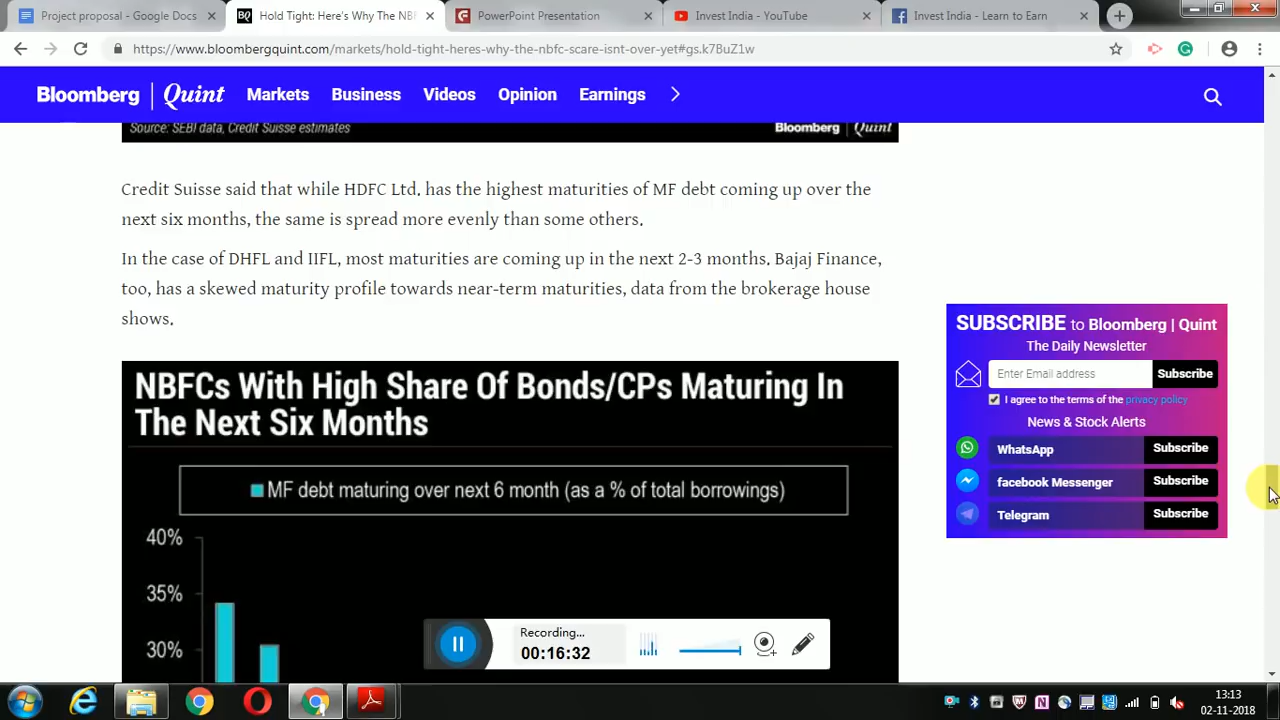 Project proposal - Google Docs
Hold Tight: Here's Why The NBF
PowerPoint Presentation
Invest India - YouTube
Invest India - Learn to Earn
https://www.bloombergquint.com/markets/hold-tight-heres-why-the-nbfc-scare-isnt-over-yet#gs.k7BuZ1w
Bloomberg | Quint Markets Business Videos Opinion Earnings
Source: SEBI data, Credit Suisse estimates
Bloomberg | Quint
Credit Suisse said that while HDFC Ltd. has the highest maturities of MF debt coming up over the
next six months, the same is spread more evenly than some others.
In the case of DHFL and IIFL, most maturities are coming up in the next 2-3 months. Bajaj Finance,
too, has a skewed maturity profile towards near-term maturities, data from the brokerage house
shows.
NBFCs With High Share Of Bonds/CPs Maturing In
The Next Six Months
MF debt maturing over next 6 month (as a % of total borrowings)
40%
35%
30%
SUBSCRIBE to Bloomberg | Quint
The Daily Newsletter
Enter Email address Subscribe
I agree to the terms of the privacy policy
News & Stock Alerts
WhatsApp Subscribe
facebook Messenger Subscribe
Telegram Subscribe
Recording...
00:16:32
13:13
02-11-2018